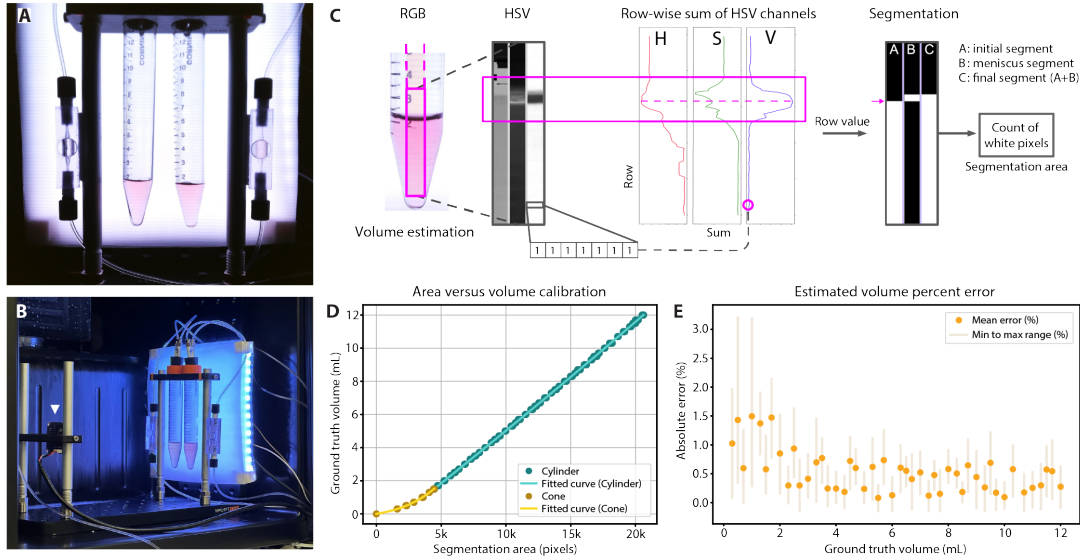 A
B
C
RGB
HSV
Row-wise sum of HSV channels
Segmentation
H
S
V
A
B
C
A: initial segment
B: meniscus segment
C: final segment (A+B)
4
3
2
Row value
Count of
white pixels
Segmentation area
Row
Sum
Volume estimation
1 1 1 1 1 1 1
D
Area versus volume calibration
Ground truth volume (mL)
12
10
8
6
4
2
0
0
5k
10k
15k
20k
Segmentation area (pixels)
Cylinder
Fitted curve (Cylinder)
Cone
Fitted curve (Cone)
E
Estimated volume percent error
Absolute error (%)
3.0
2.5
2.0
1.5
1.0
0.5
0.0
0
2
4
6
8
10
12
Ground truth volume (mL)
Mean error (%)
Min to max range (%)